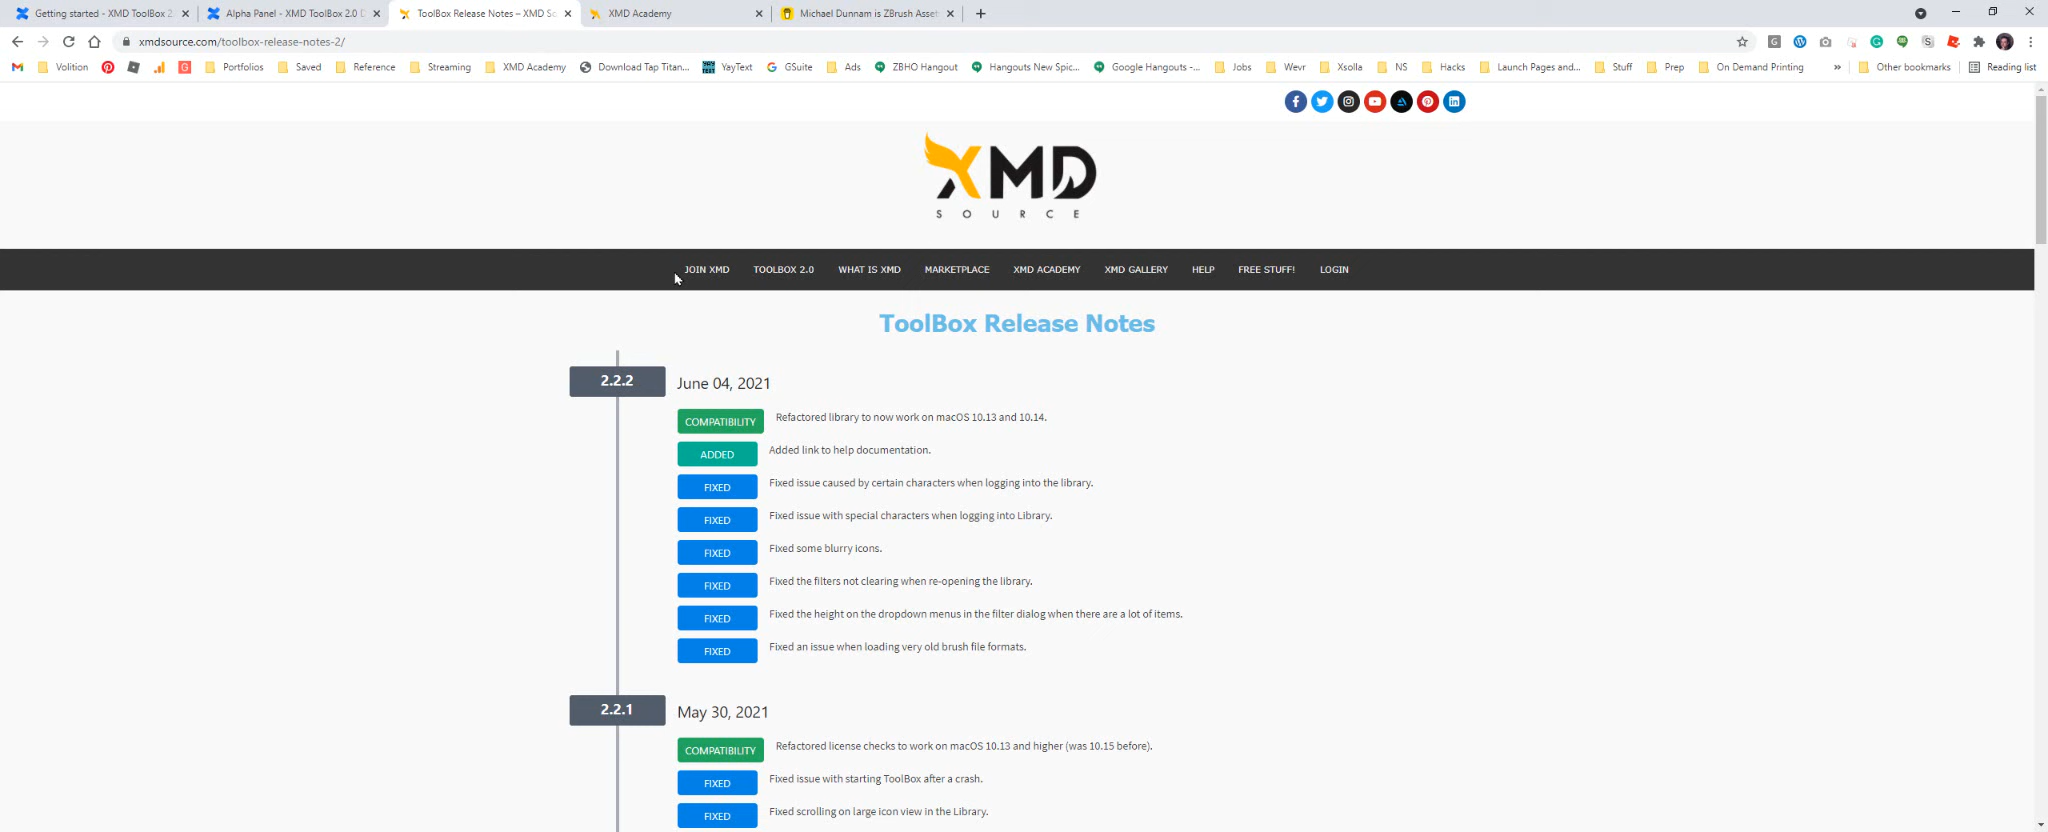 Getting started - XMD ToolBox 2
Alpha Panel - XMD ToolBox 2.0 D
ToolBox Release Notes – XMD So
XMD Academy
Michael Dunnam is ZBrush Asset
xmdsource.com/toolbox-release-notes-2/
Volition
Portfolios
Saved
Reference
Streaming
XMD Academy
Download Tap Titan...
YayText
GSuite
Ads
ZBHO Hangout
Hangouts New Spic...
Google Hangouts -...
Jobs
Wevr
Xsolla
NS
Hacks
Launch Pages and...
Stuff
Prep
On Demand Printing
»
Other bookmarks
Reading list
XMD
SOURCE
JOIN XMD
TOOLBOX 2.0
WHAT IS XMD
MARKETPLACE
XMD ACADEMY
XMD GALLERY
HELP
FREE STUFF!
LOGIN
ToolBox Release Notes
2.2.2
June 04, 2021
COMPATIBILITY Refactored library to now work on macOS 10.13 and 10.14.
ADDED Added link to help documentation.
FIXED Fixed issue caused by certain characters when logging into the library.
FIXED Fixed issue with special characters when logging into Library.
FIXED Fixed some blurry icons.
FIXED Fixed the filters not clearing when re-opening the library.
FIXED Fixed the height on the dropdown menus in the filter dialog when there are a lot of items.
FIXED Fixed an issue when loading very old brush file formats.
2.2.1
May 30, 2021
COMPATIBILITY Refactored license checks to work on macOS 10.13 and higher (was 10.15 before).
FIXED Fixed issue with starting ToolBox after a crash.
FIXED Fixed scrolling on large icon view in the Library.